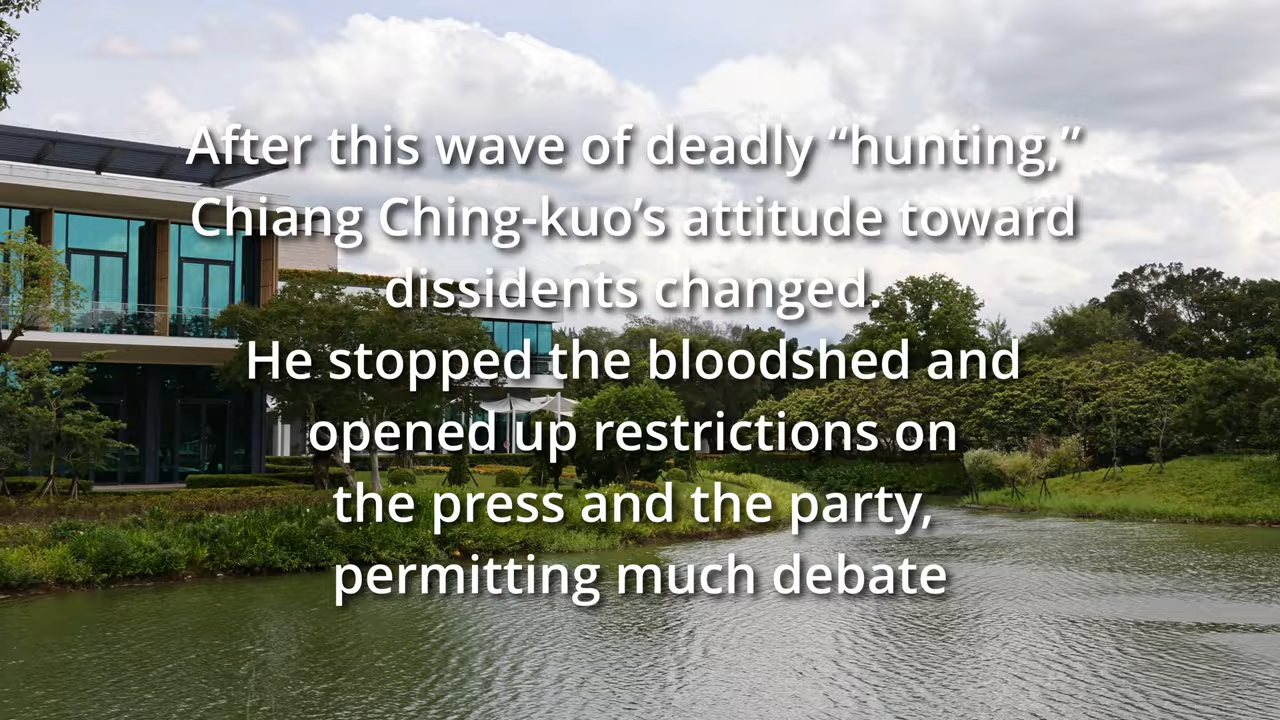 After this wave of deadly “hunting,”
Chiang Ching-kuo’s attitude toward
dissidents changed.
He stopped the bloodshed and
opened up restrictions on
the press and the party,
permitting much debate